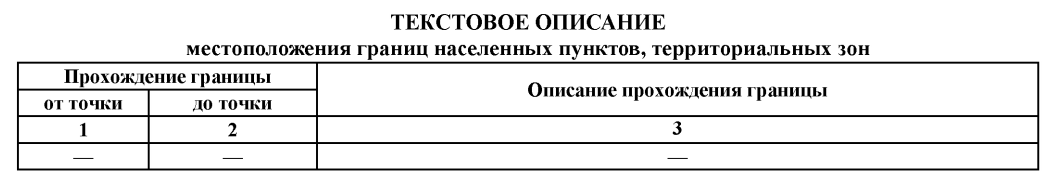 ТЕКСТОВОЕ ОПИСАНИЕ
местоположения границ населенных пунктов, территориальных зон
Прохождение границы
Описание прохождения границы
от точки до точки
1 2 3
— — —